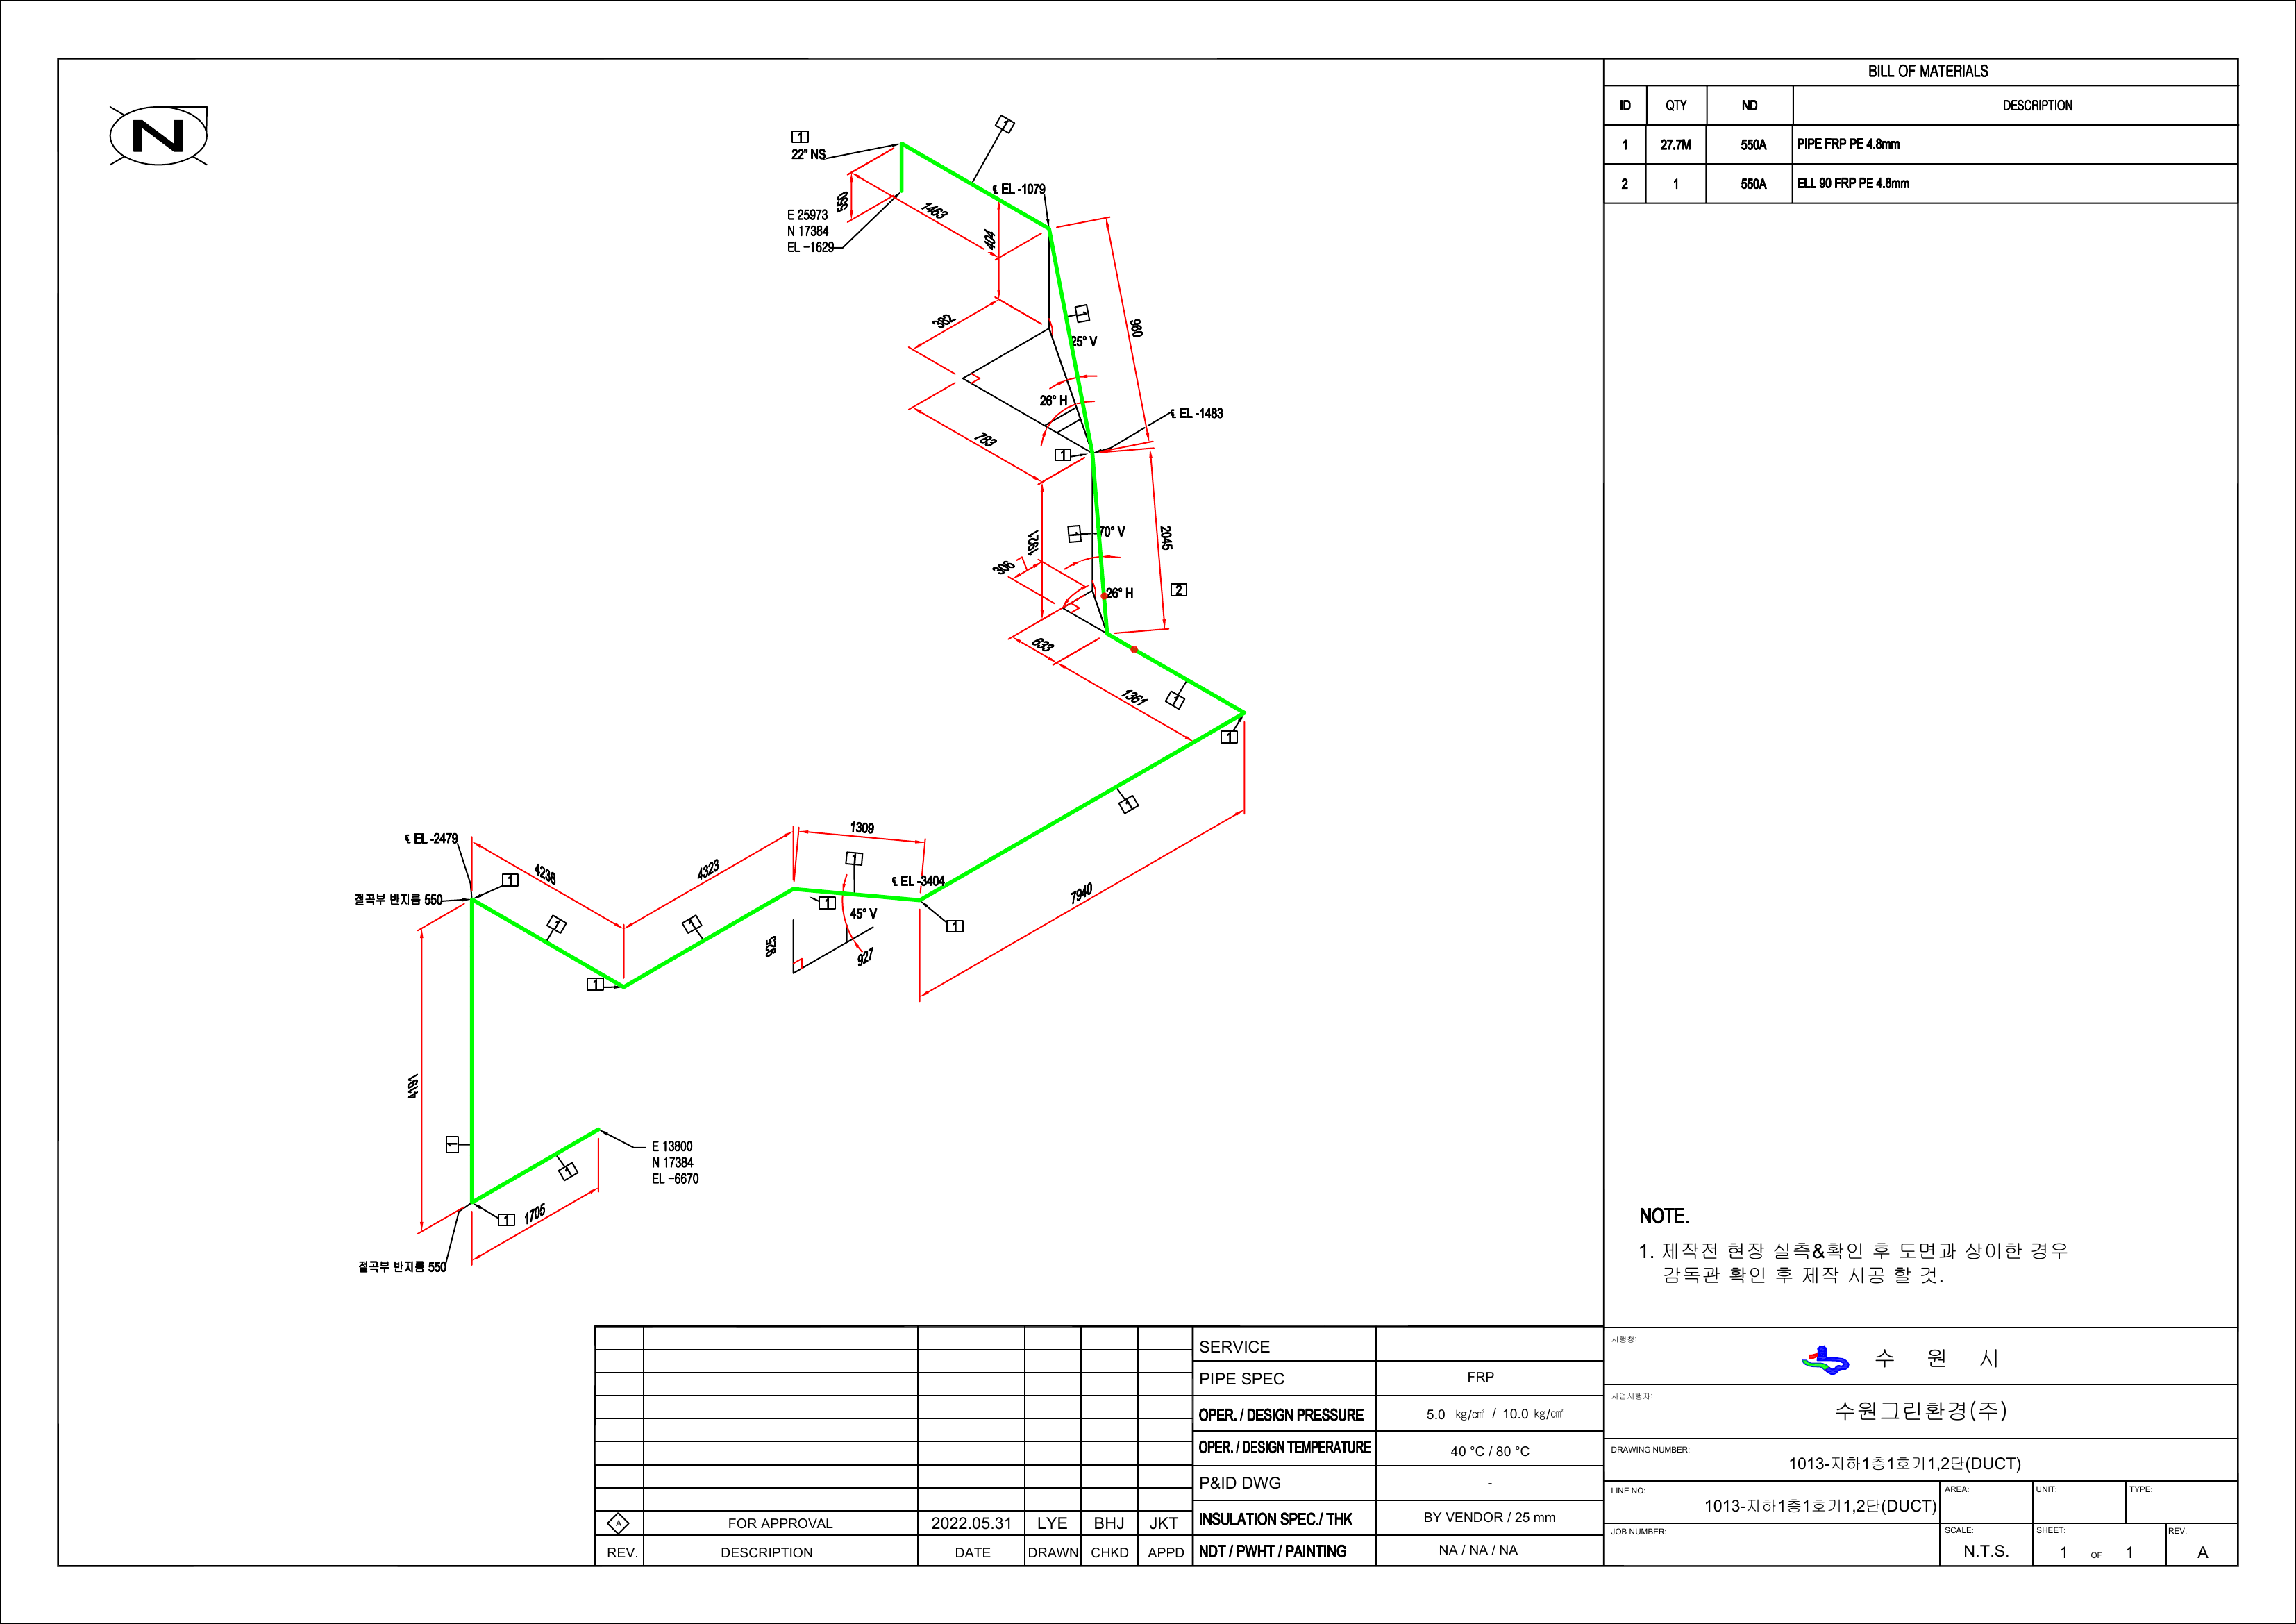 N
1
22" NS
1
℄ EL -1079
550
1463
E 25973
N 17384
EL -1629
404
382
1
960
25° V
26° H
℄ EL -1483
783
1
1921
1
70° V
2045
306
26° H
2
633
1361
1
1
1
1309
℄ EL -2479
4238
4323
1
1
℄ EL -3404
7940
절곡부 반지름 550
1
1
1
45° V
1
925
927
1
4191
1
E 13800
N 17384
EL -6670
1
1
1705
절곡부 반지름 550
BILL OF MATERIALS
ID QTY ND DESCRIPTION
1 27.7M 550A PIPE FRP PE 4.8mm
2 1 550A ELL 90 FRP PE 4.8mm
NOTE.
1. 제작전 현장 실측&확인 후 도면과 상이한 경우
감독관 확인 후 제작 시공 할 것.
SERVICE
PIPE SPEC FRP
OPER. / DESIGN PRESSURE 5.0 ㎏/㎠ / 10.0 ㎏/㎠
OPER. / DESIGN TEMPERATURE 40 °C / 80 °C
P&ID DWG -
INSULATION SPEC./ THK BY VENDOR / 25 mm
NDT / PWHT / PAINTING NA / NA / NA
A FOR APPROVAL 2022.05.31 LYE BHJ JKT
REV. DESCRIPTION DATE DRAWN CHKD APPD
시행청:
수 원 시
사업시행자:
수원그린환경(주)
DRAWING NUMBER:
1013-지하1층1호기1,2단(DUCT)
LINE NO:
1013-지하1층1호기1,2단(DUCT)
AREA: UNIT: TYPE:
JOB NUMBER:
SCALE: SHEET: REV.
N.T.S. 1 OF 1 A